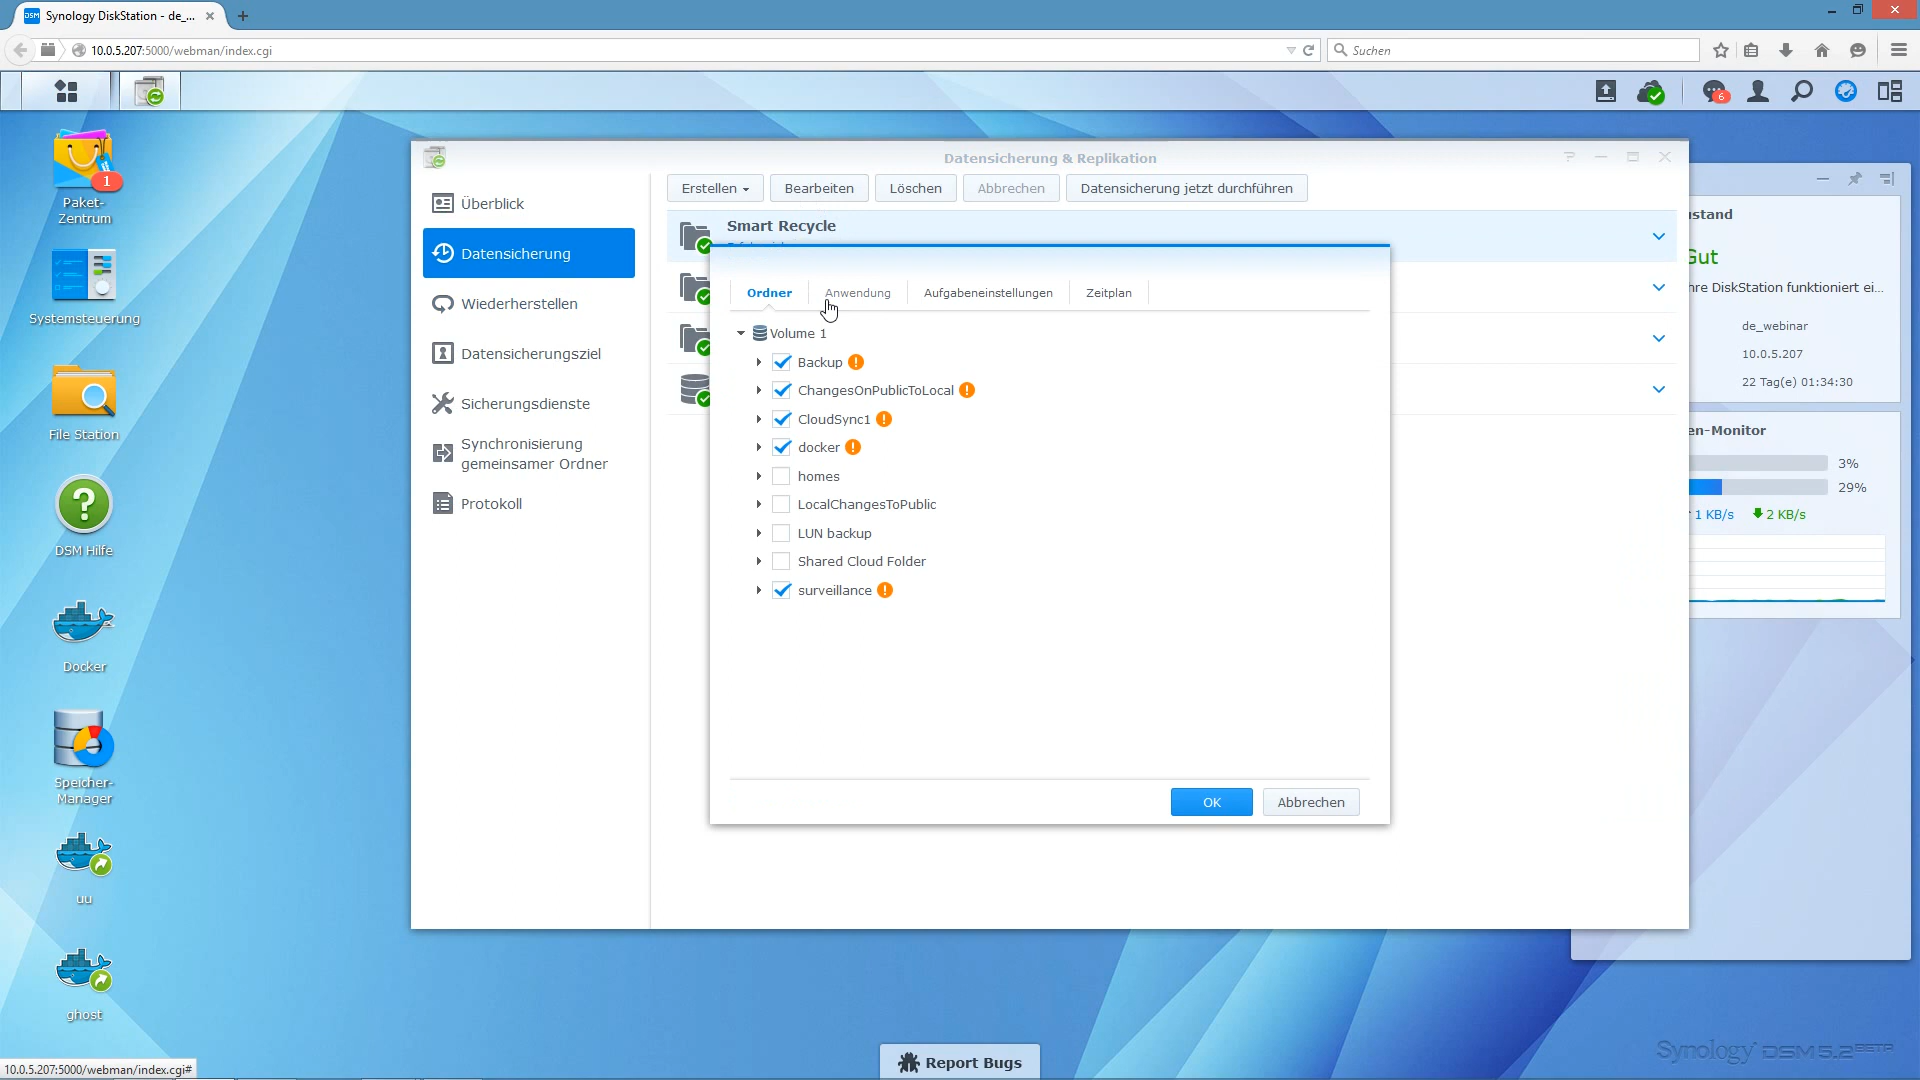 Synology DiskStation - de_...
10.0.5.207:5000/webman/index.cgi
Suchen
6
1
Paket-
Zentrum
Systemsteuerung
File Station
DSM Hilfe
Docker
Speicher-
Manager
uu
ghost
Datensicherung & Replikation
Überblick
Datensicherung
Wiederherstellen
Datensicherungsziel
Sicherungsdienste
Synchronisierung
gemeinsamer Ordner
Protokoll
Erstellen
Bearbeiten
Löschen
Abbrechen
Datensicherung jetzt durchführen
Smart Recycle
Ordner
Anwendung
Aufgabeneinstellungen
Zeitplan
Volume 1
Backup
ChangesOnPublicToLocal
CloudSync1
docker
homes
LocalChangesToPublic
LUN backup
Shared Cloud Folder
surveillance
OK
Abbrechen
ustand
Gut
hre DiskStation funktioniert ei...
de_webinar
10.0.5.207
22 Tag(e) 01:34:30
en-Monitor
3%
29%
1 KB/s
2 KB/s
Report Bugs
Synology DSM 5.2 BETA
10.0.5.207:5000/webman/index.cgi#